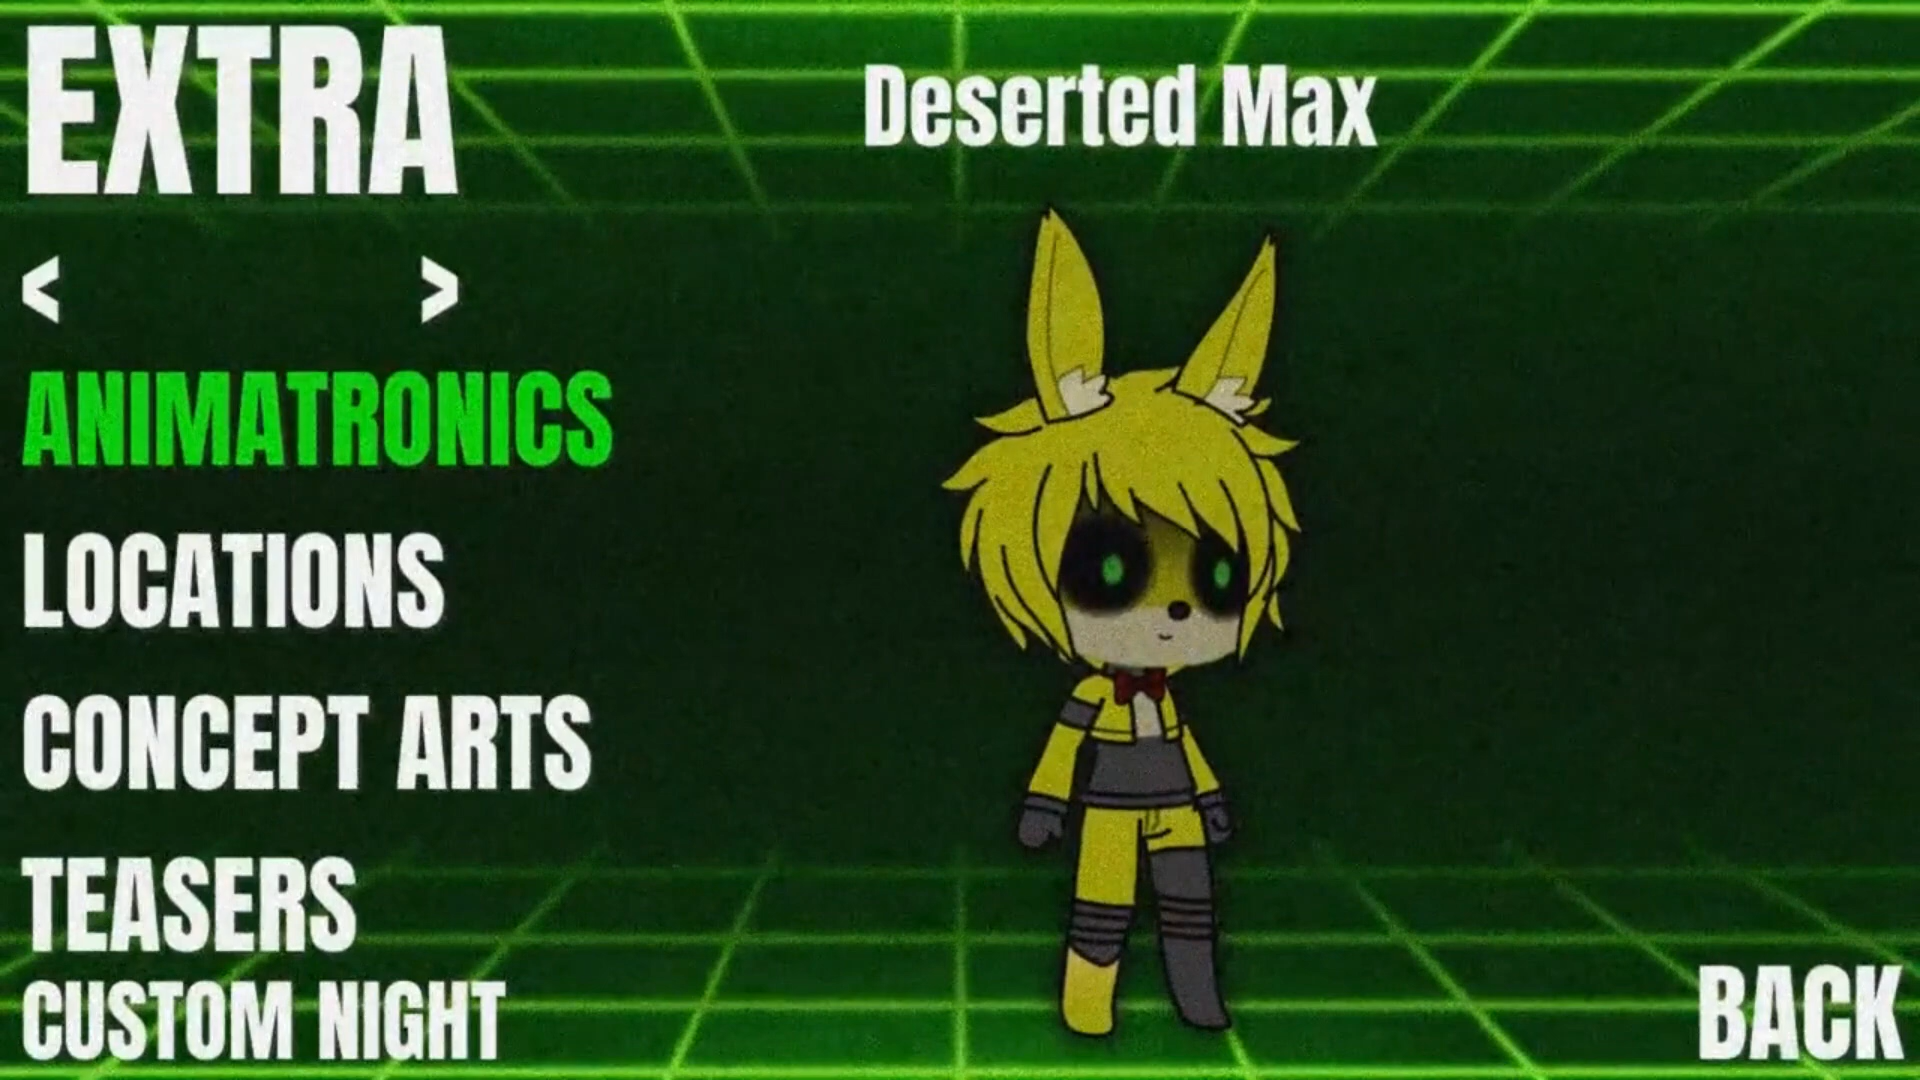 EXTRA
Deserted Max
< >
ANIMATRONICS
LOCATIONS
CONCEPT ARTS
TEASERS
CUSTOM NIGHT
BACK